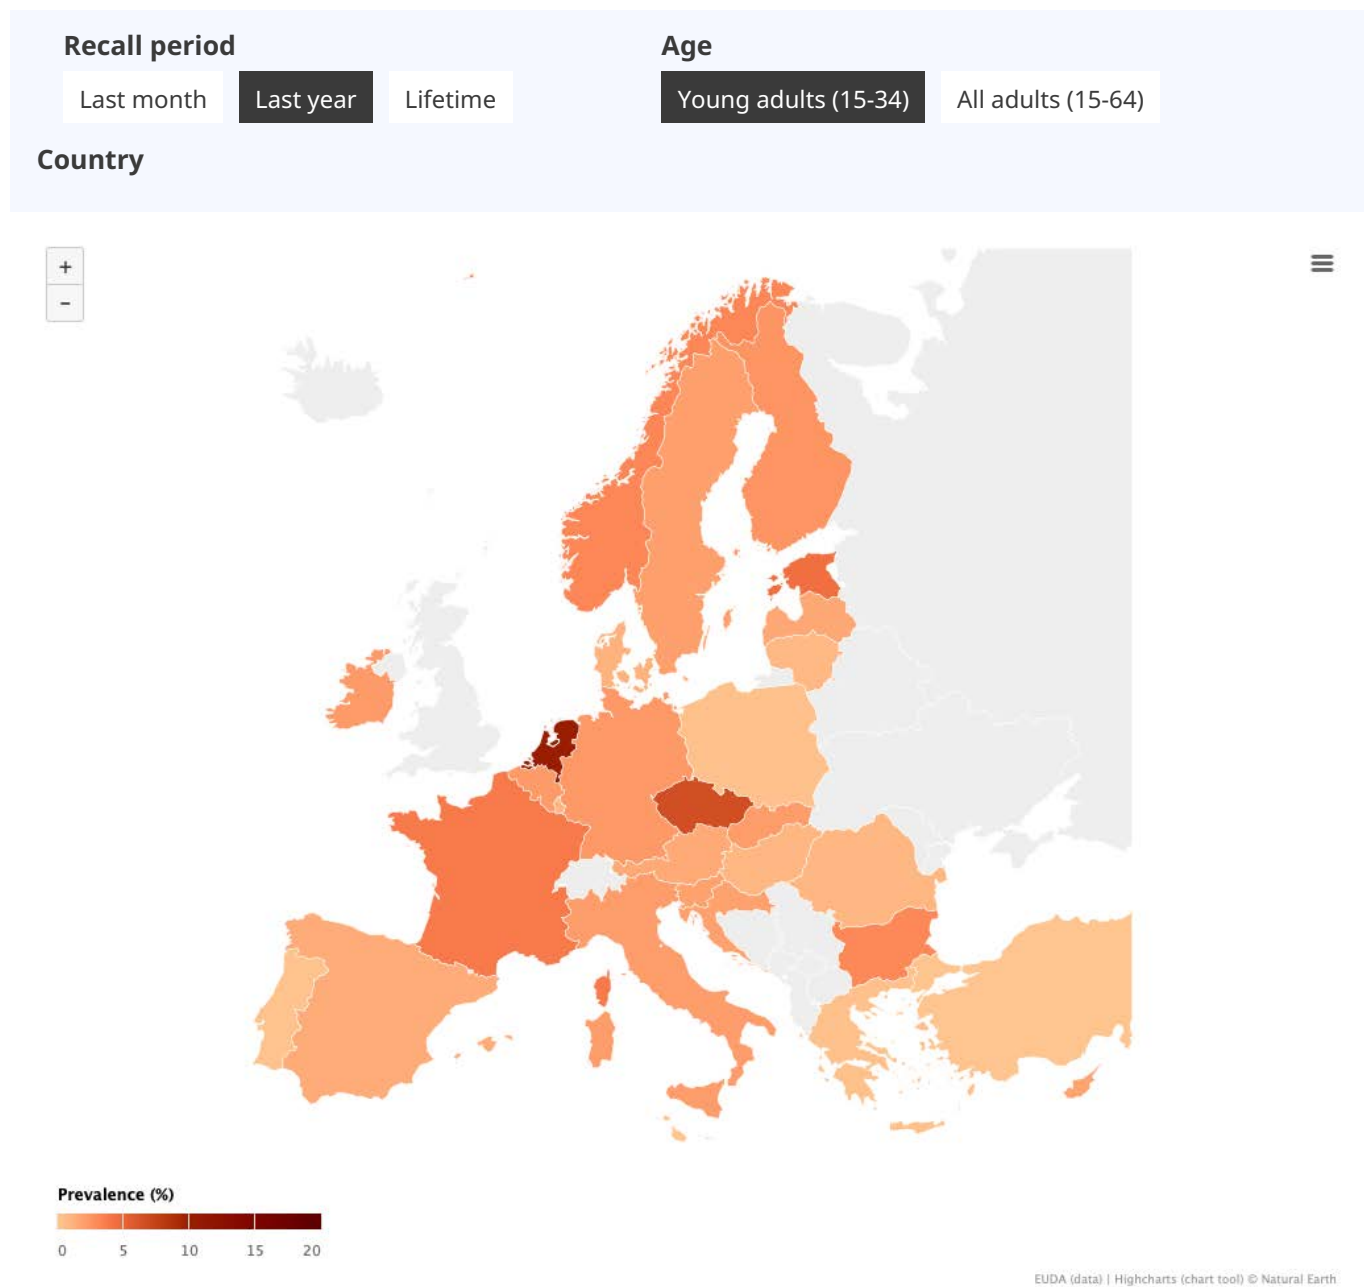 Recall period
Age
Last month Last year Lifetime
Young adults (15-34) All adults (15-64)
Country
+
−
Prevalence (%)
0 5 10 15 20
EUDA (data) | Highcharts (chart tool) © Natural Earth